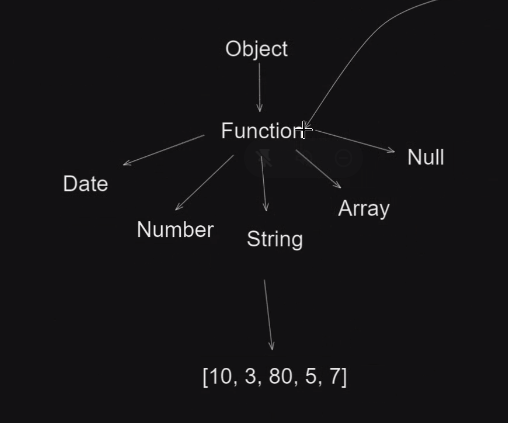 Object
Function
Null
Date
Array
Number
String
[10, 3, 80, 5, 7]